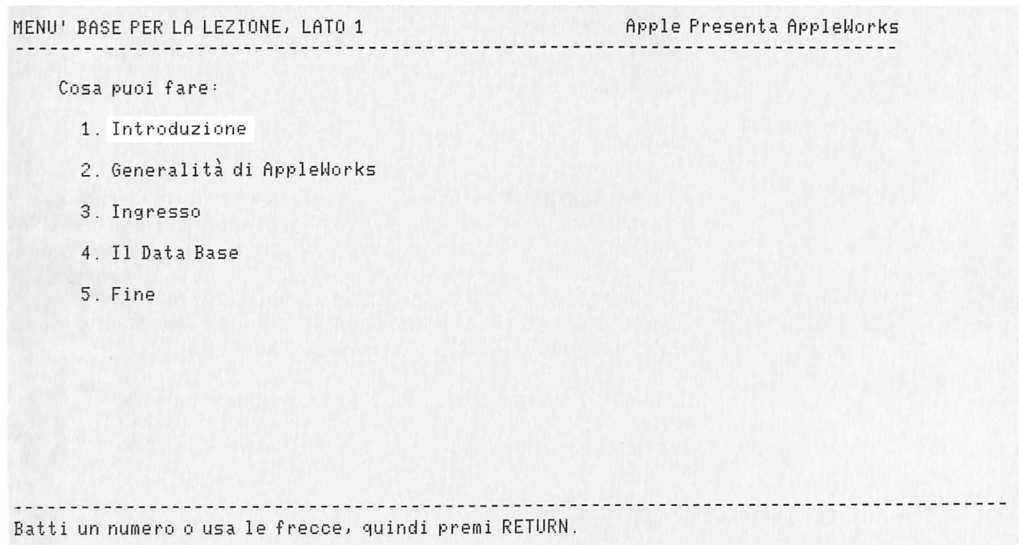 MENU' BASE PER LA LEZIONE, LATO 1 Apple Presenta AppleWorks
Cosa puoi fare:
1. Introduzione
2. Generalità di AppleWorks
3. Ingresso
4. Il Data Base
5. Fine
Batti un numero o usa le frecce, quindi premi RETURN.